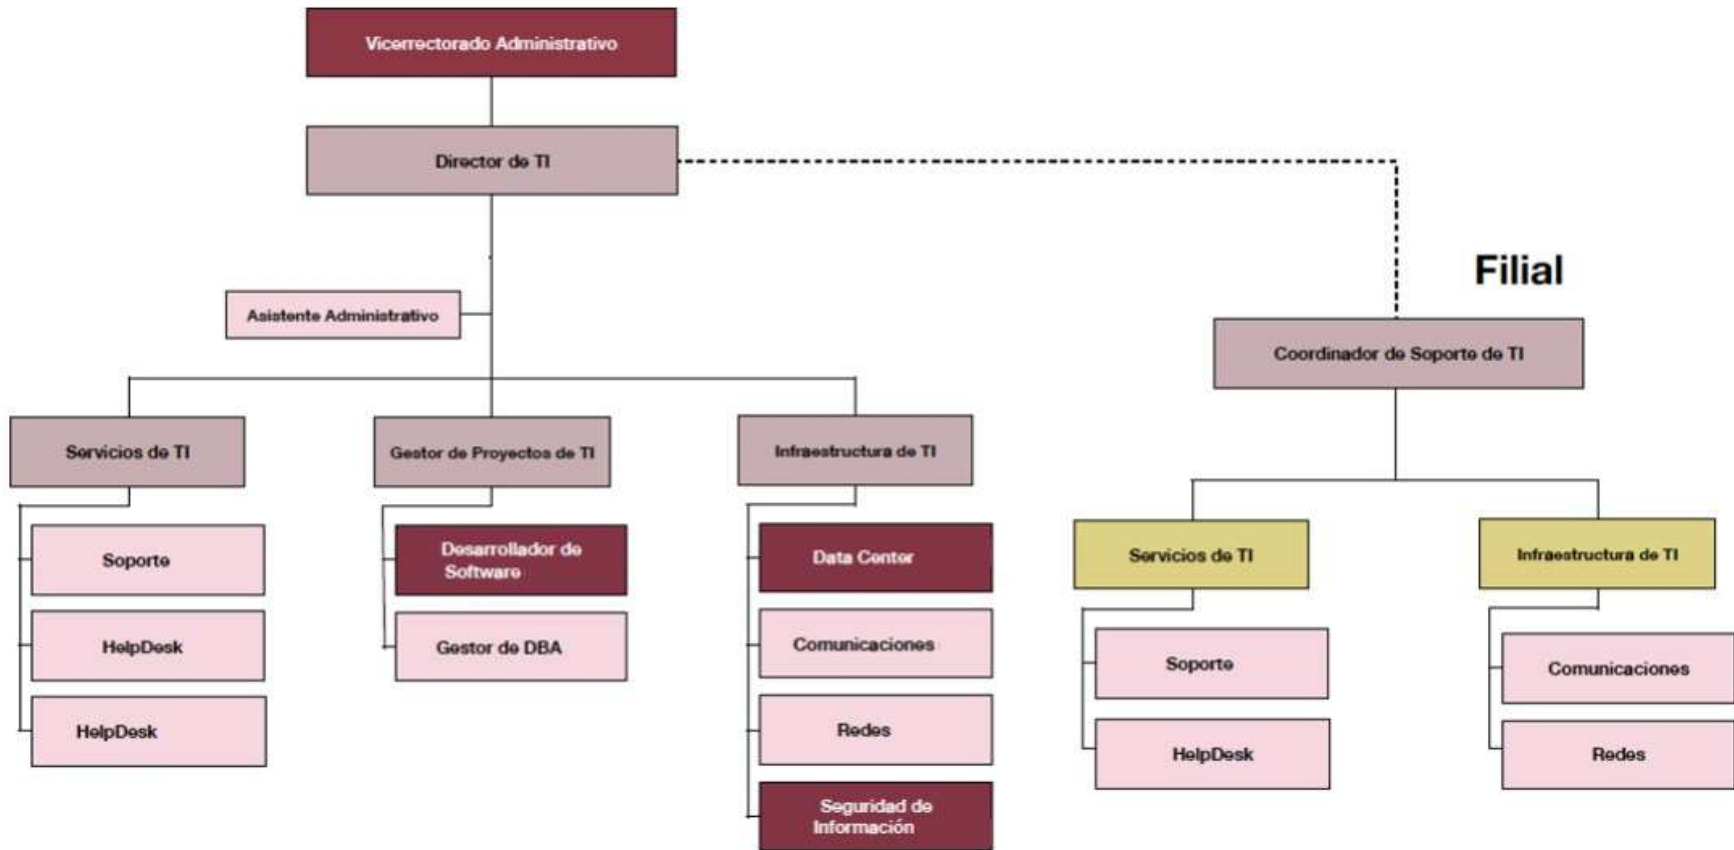 Vicerrectorado Administrativo
Director de TI
Filial
Asistente Administrativo
Coordinador de Soporte de TI
Servicios de TI
Gestor de Proyectos de TI
Infraestructura de TI
Soporte
HelpDesk
HelpDesk
Desarrollador de
Software
Gestor de DBA
Data Center
Comunicaciones
Redes
Seguridad de
Información
Servicios de TI
Infraestructura de TI
Soporte
HelpDesk
Comunicaciones
Redes